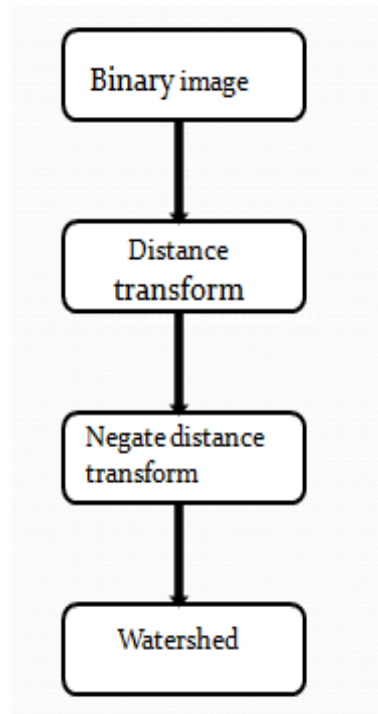 Binary image
Distance
transform
Negate distance
transform
Watershed